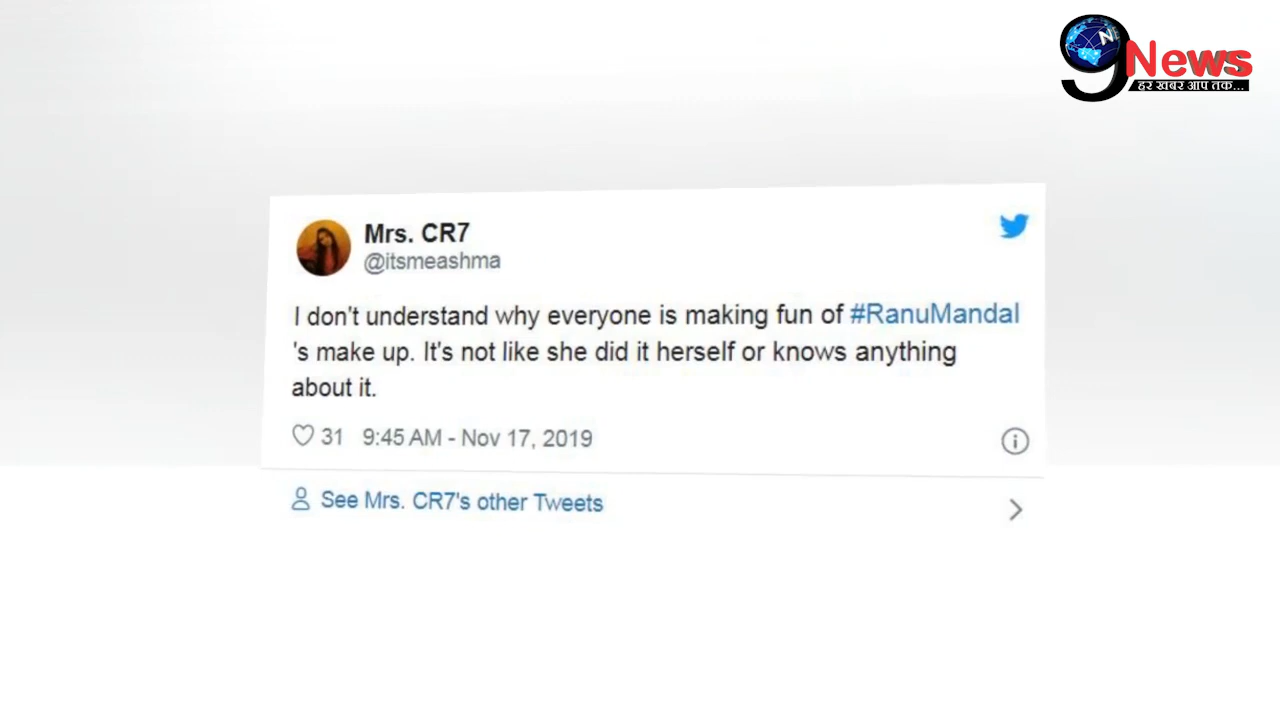 9 News
हर खबर आप तक...
Mrs. CR7
@itsmeashma
I don't understand why everyone is making fun of #RanuMandal
's make up. It's not like she did it herself or knows anything
about it.
31 9:45 AM - Nov 17, 2019
See Mrs. CR7's other Tweets